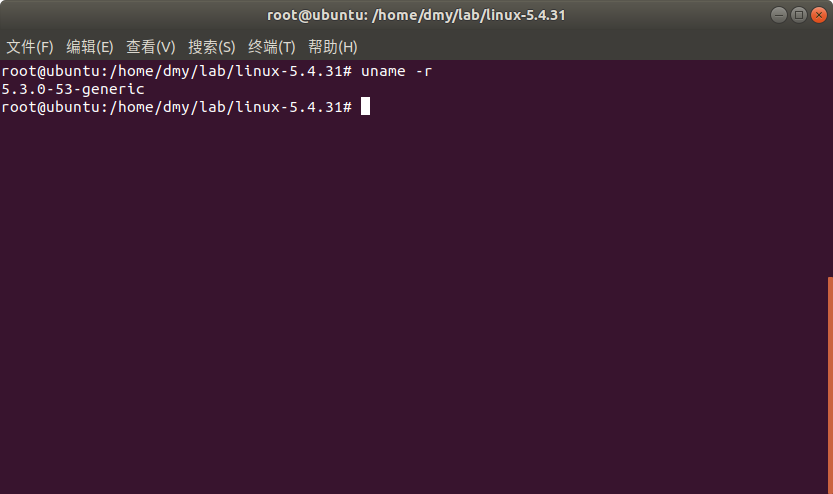 root@ubuntu: /home/dmy/lab/linux-5.4.31
文件(F) 编辑(E) 查看(V) 搜索(S) 终端(T) 帮助(H)
root@ubuntu:/home/dmy/lab/linux-5.4.31# uname -r
5.3.0-53-generic
root@ubuntu:/home/dmy/lab/linux-5.4.31#